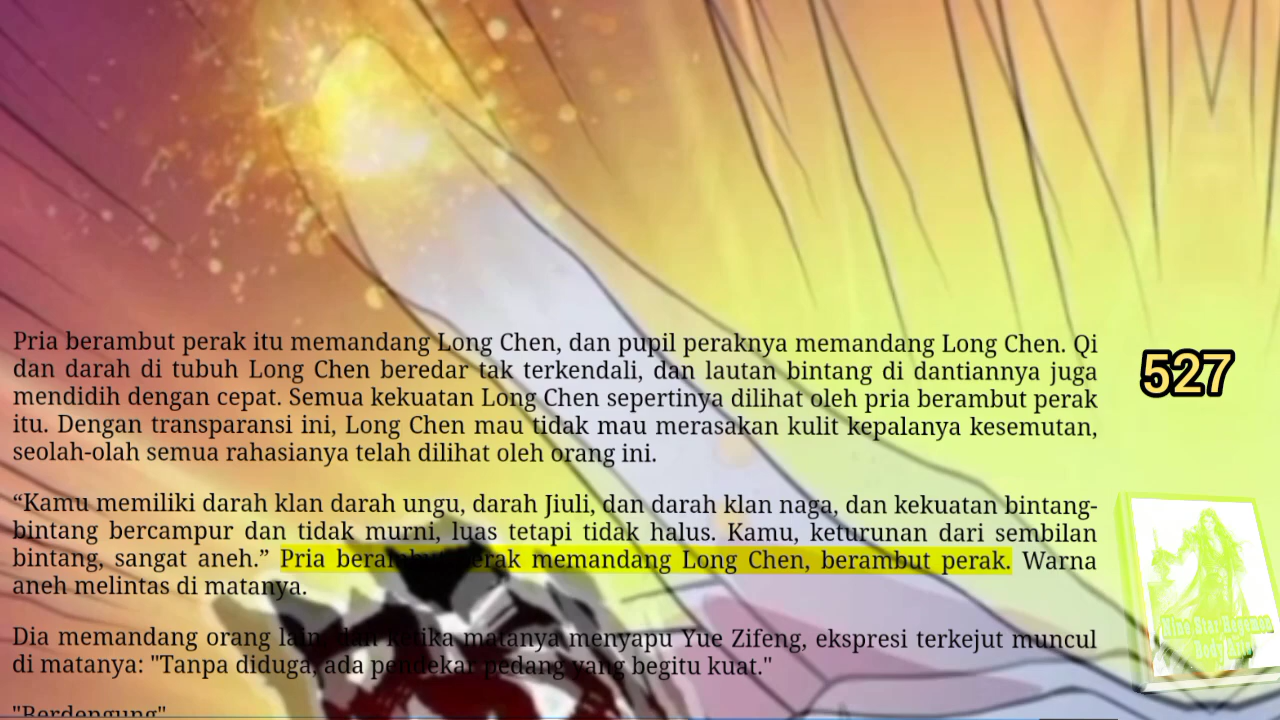 Pria berambut perak itu memandang Long Chen, dan pupil peraknya memandang Long Chen. Qi
dan darah di tubuh Long Chen beredar tak terkendali, dan lautan bintang di dantiannya juga
mendidih dengan cepat. Semua kekuatan Long Chen sepertinya dilihat oleh pria berambut perak
itu. Dengan transparansi ini, Long Chen mau tidak mau merasakan kulit kepalanya kesemutan,
seolah-olah semua rahasianya telah dilihat oleh orang ini.
527
“Kamu memiliki darah klan darah ungu, darah Jiuli, dan darah klan naga, dan kekuatan bintang-
bintang bercampur dan tidak murni, luas tetapi tidak halus. Kamu, keturunan dari sembilan
bintang, sangat aneh.” Pria berambut perak memandang Long Chen, berambut perak. Warna
aneh melintas di matanya.
Dia memandang orang lain, dan ketika matanya menyapu Yue Zifeng, ekspresi terkejut muncul
di matanya: "Tanpa diduga, ada pendekar pedang yang begitu kuat."
"Berdengung"
Nine Star Hegemon
Body Arts